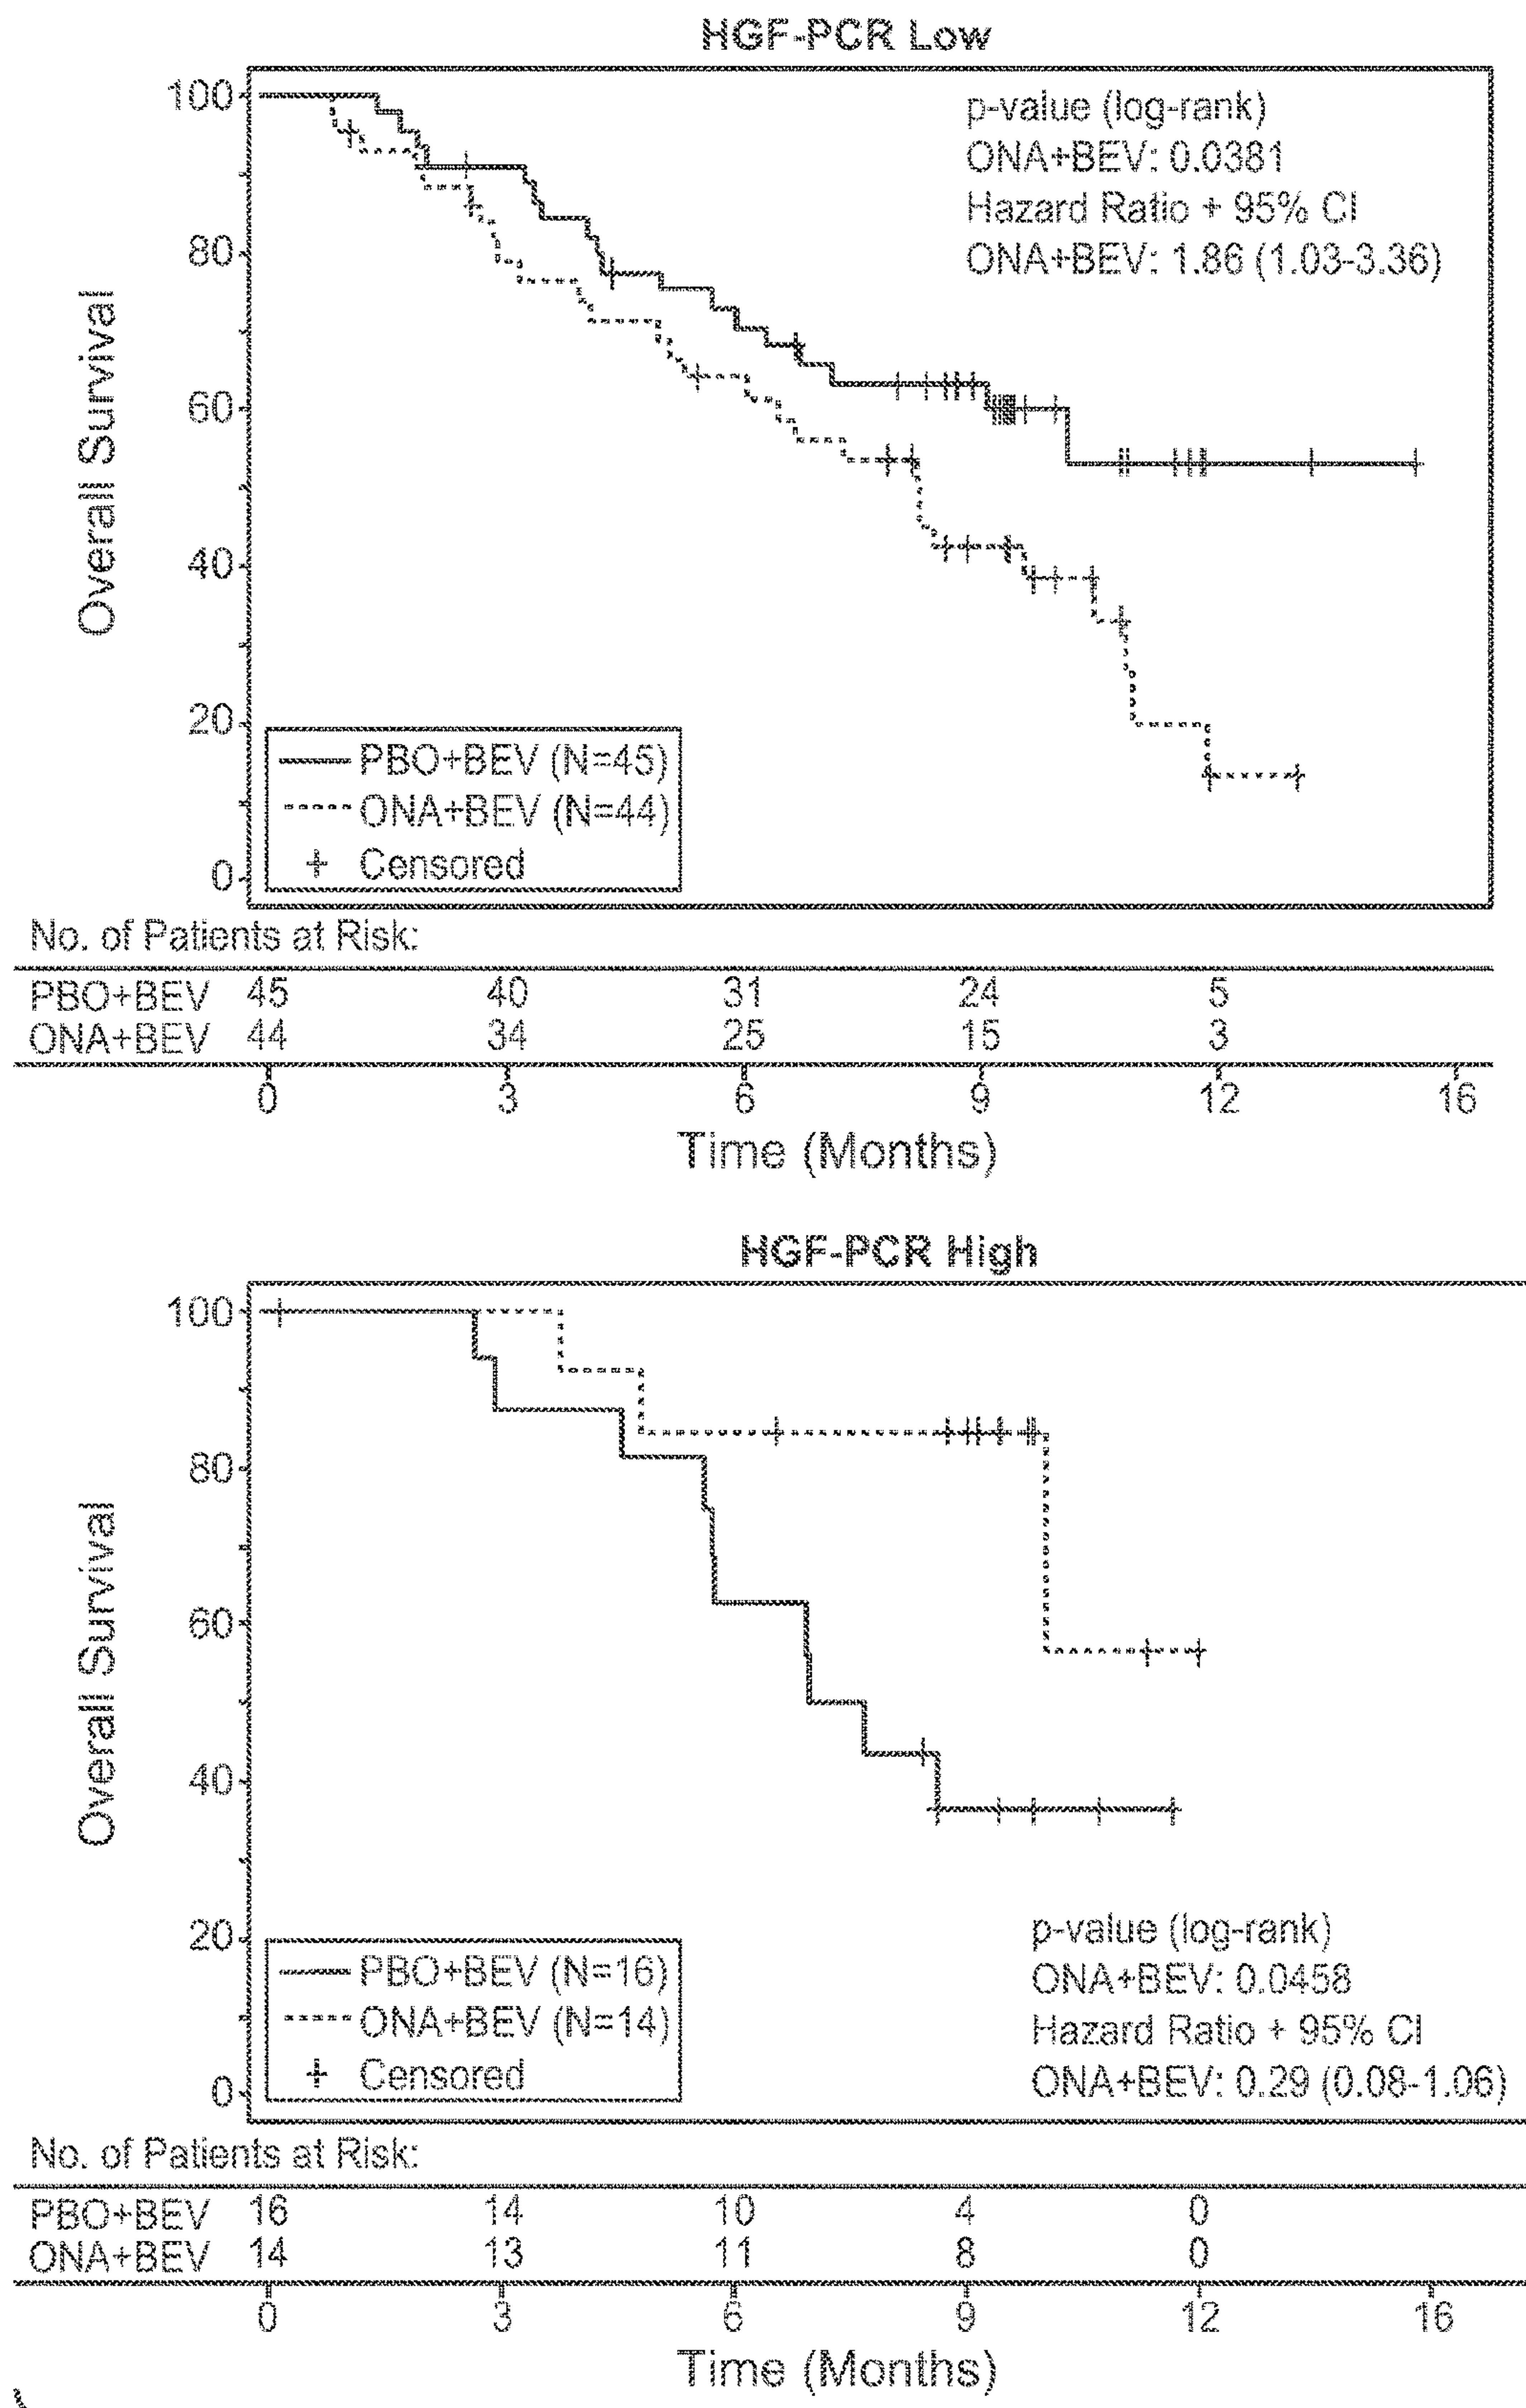 HGF-PCR Low
100
80
60
40
20
0
Overall Survival
p-value (log-rank)
ONA+BEV: 0.0381
Hazard Ratio + 95% CI
ONA+BEV: 1.86 (1.03-3.36)
PBO+BEV (N=45)
ONA+BEV (N=44)
+ Censored
No. of Patients at Risk:
PBO+BEV 45 40 31 24 5
ONA+BEV 44 34 25 15 3
0 3 6 9 12 16
Time (Months)
HGF-PCR High
100
80
60
40
20
0
Overall Survival
PBO+BEV (N=16)
ONA+BEV (N=14)
+ Censored
p-value (log-rank)
ONA+BEV: 0.0458
Hazard Ratio + 95% CI
ONA+BEV: 0.29 (0.08-1.06)
No. of Patients at Risk:
PBO+BEV 16 14 10 4 0
ONA+BEV 14 13 11 8 0
0 3 6 9 12 16
Time (Months)